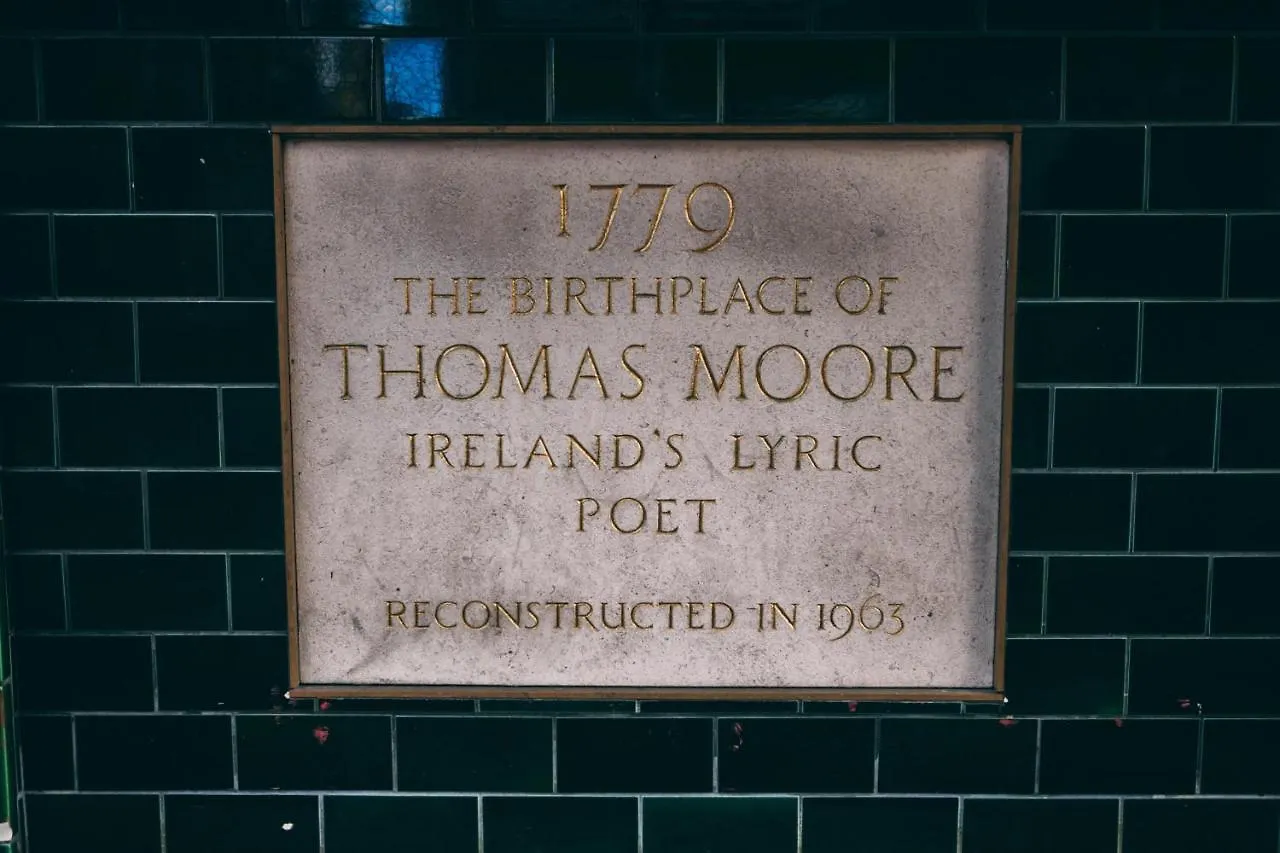 1779
THE BIRTHPLACE OF
THOMAS MOORE
IRELAND'S LYRIC
POET
RECONSTRUCTED IN 1963